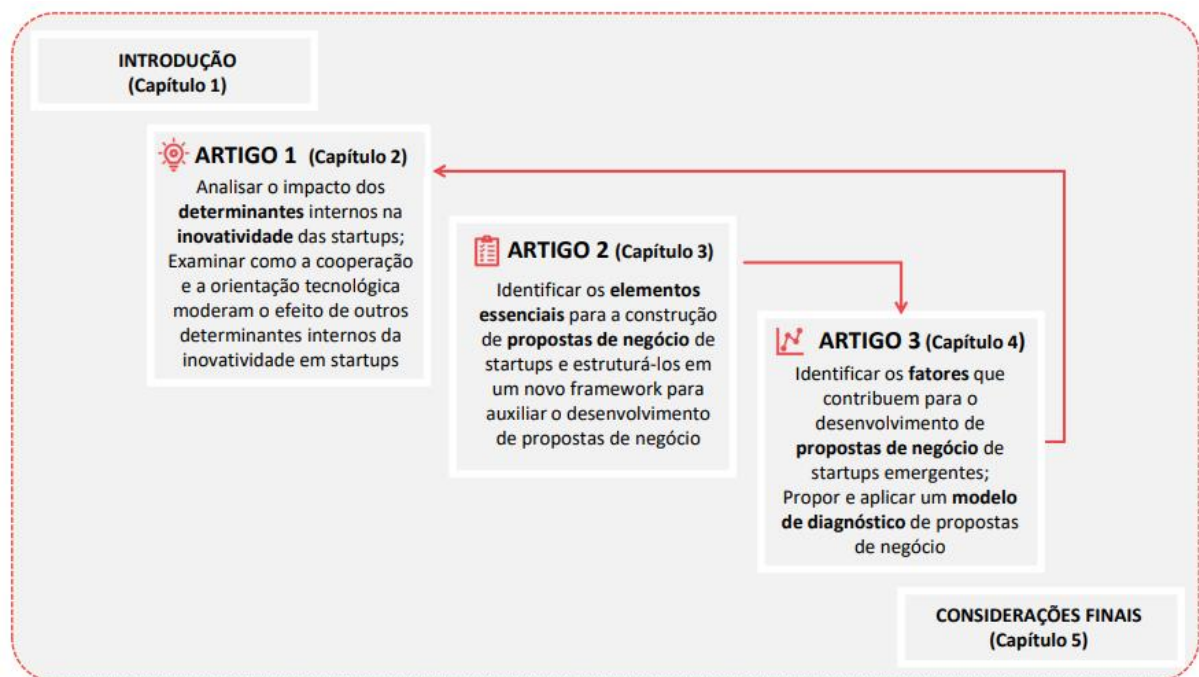 INTRODUÇÃO
(Capítulo 1)
ARTIGO 1 (Capítulo 2)
Analisar o impacto dos
determinantes internos na
inovatividade das startups;
Examinar como a cooperação
e a orientação tecnológica
moderam o efeito de outros
determinantes internos da
inovatividade em startups
ARTIGO 2 (Capítulo 3)
Identificar os elementos
essenciais para a construção
de propostas de negócio de
startups e estruturá-los em
um novo framework para
auxiliar o desenvolvimento
de propostas de negócio
ARTIGO 3 (Capítulo 4)
Identificar os fatores que
contribuem para o
desenvolvimento de
propostas de negócio de
startups emergentes;
Propor e aplicar um modelo
de diagnóstico de propostas
de negócio
CONSIDERAÇÕES FINAIS
(Capítulo 5)